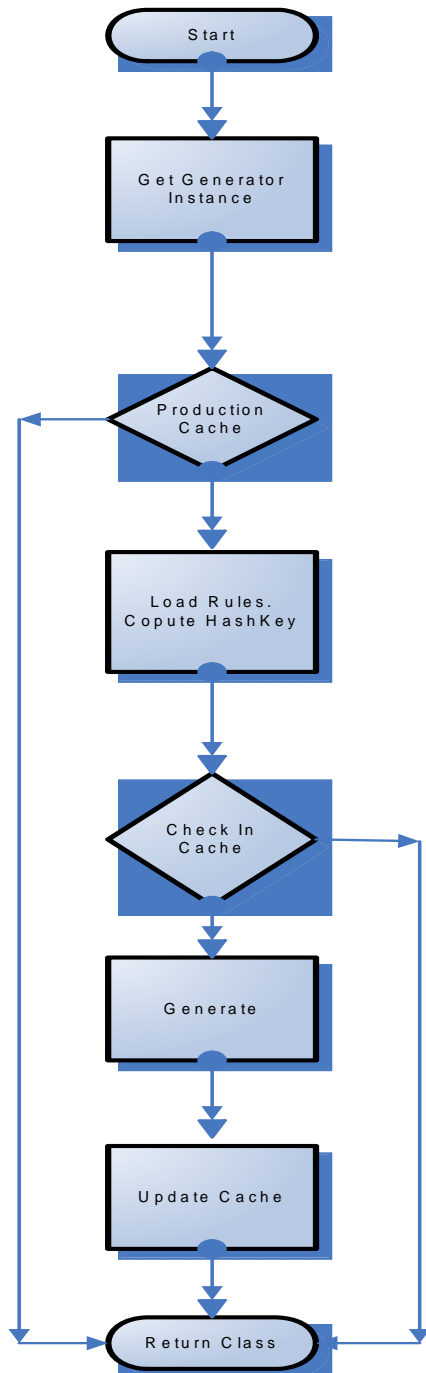 Start
Get Generator
Instance
Production
Cache
Load Rules.
Copute HashKey
Check In
Cache
Generate
Update Cache
Return Class